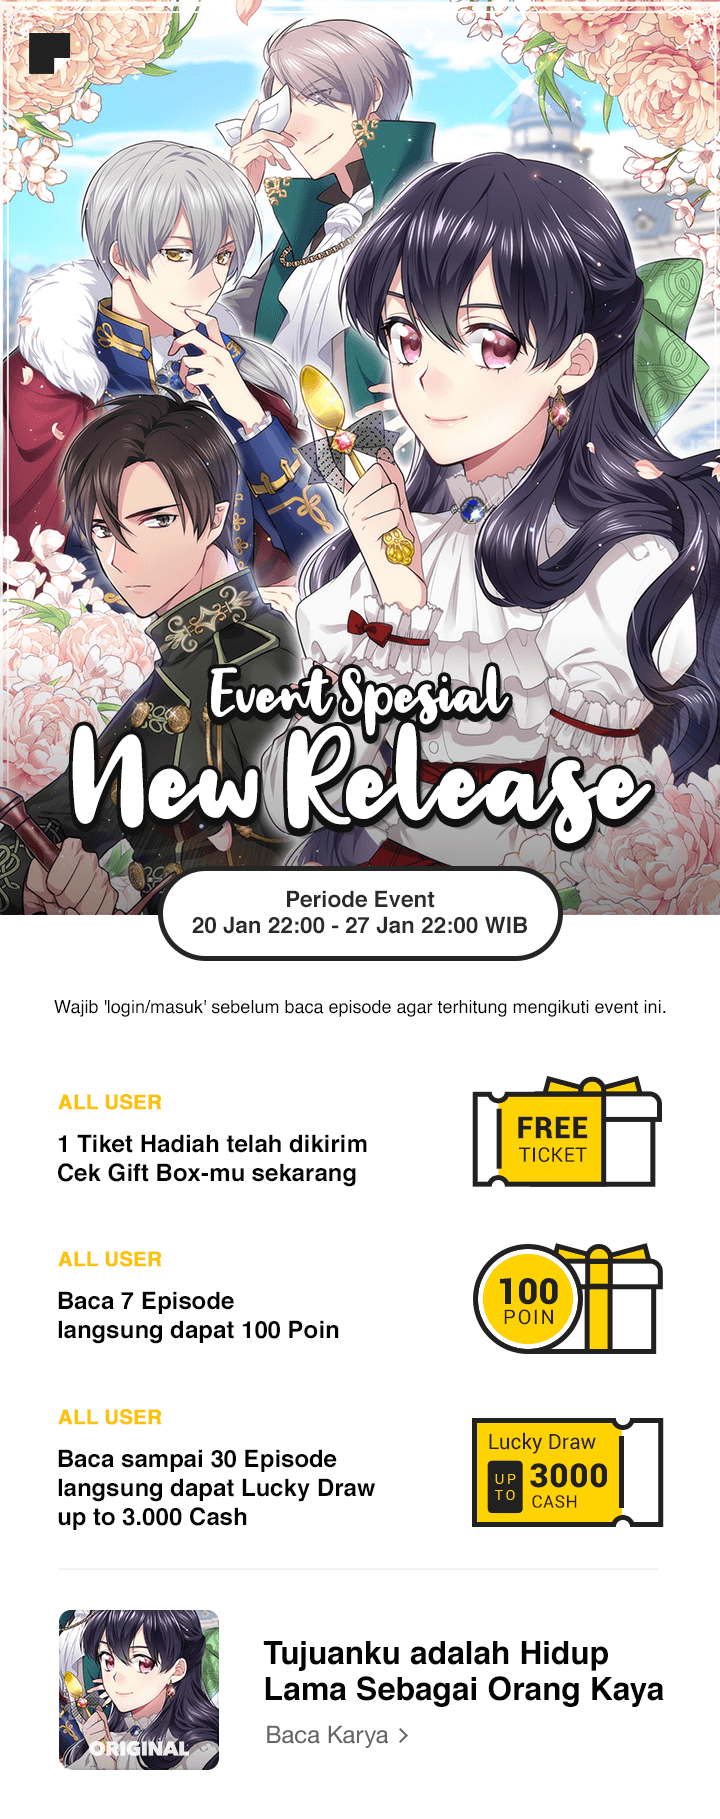 Event Spesial
New Release
Periode Event
20 Jan 22:00 - 27 Jan 22:00 WIB
Wajib 'login/masuk' sebelum baca episode agar terhitung mengikuti event ini.
ALL USER
1 Tiket Hadiah telah dikirim
Cek Gift Box-mu sekarang
FREE
TICKET
ALL USER
Baca 7 Episode
langsung dapat 100 Poin
100
POIN
ALL USER
Baca sampai 30 Episode
langsung dapat Lucky Draw
up to 3.000 Cash
Lucky Draw
UP TO
3000
CASH
ORIGINAL
Tujuanku adalah Hidup
Lama Sebagai Orang Kaya
Baca Karya >